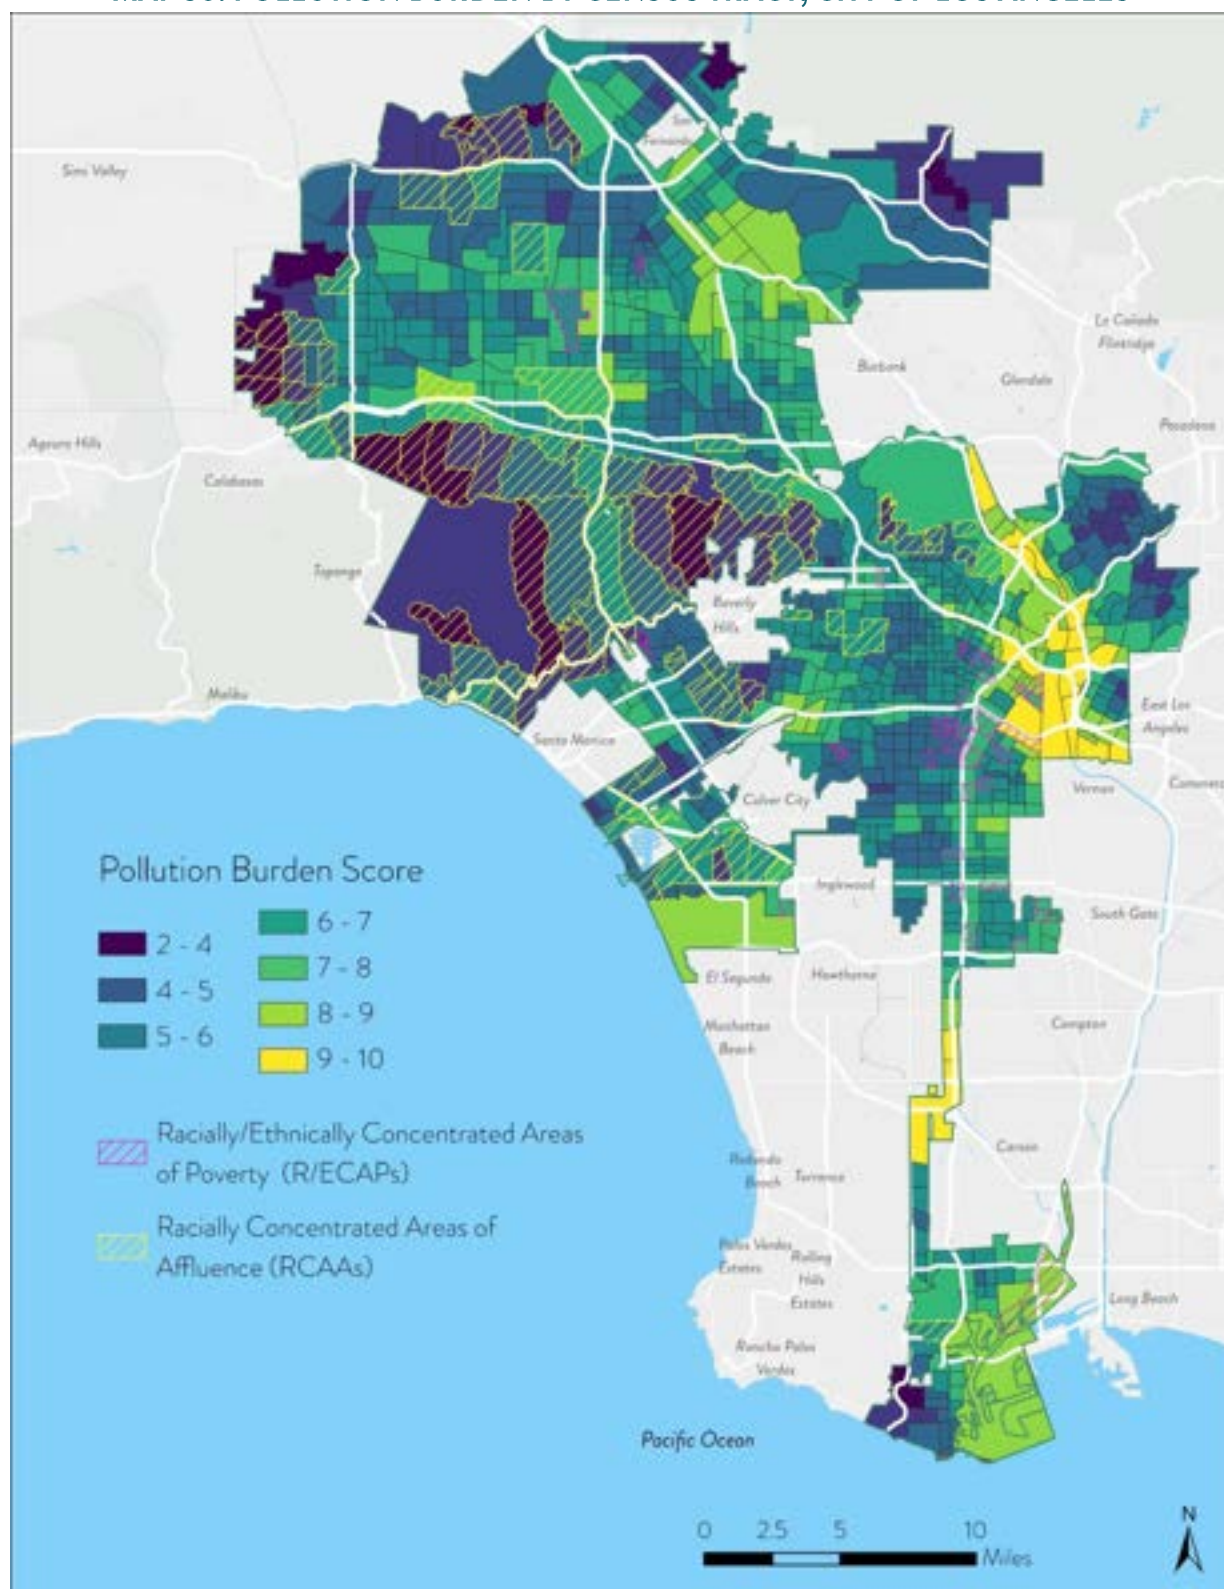 Simi Valley
San
Fernando
La Cañada
Flintridge
Burbank
Glendale
Pasadena
Agoura Hills
Calabasas
Topanga
Beverly
Hills
Malibu
Santa Monica
East Los
Angeles
Culver City
Vernon
Pollution Burden Score
2 - 4
4 - 5
5 - 6
6 - 7
7 - 8
8 - 9
9 - 10
Inglewood
South Gate
El Segundo
Hawthorne
Manhattan
Beach
Compton
Racially/Ethnically Concentrated Areas
of Poverty (R/ECAPs)
Racially Concentrated Areas of
Affluence (RCAAs)
Carson
Redondo
Beach
Torrance
Palos Verdes
Estates
Rolling
Hills
Estates
Long Beach
Rancho Palos
Verdes
Pacific Ocean
0 2.5 5 10
Miles
N